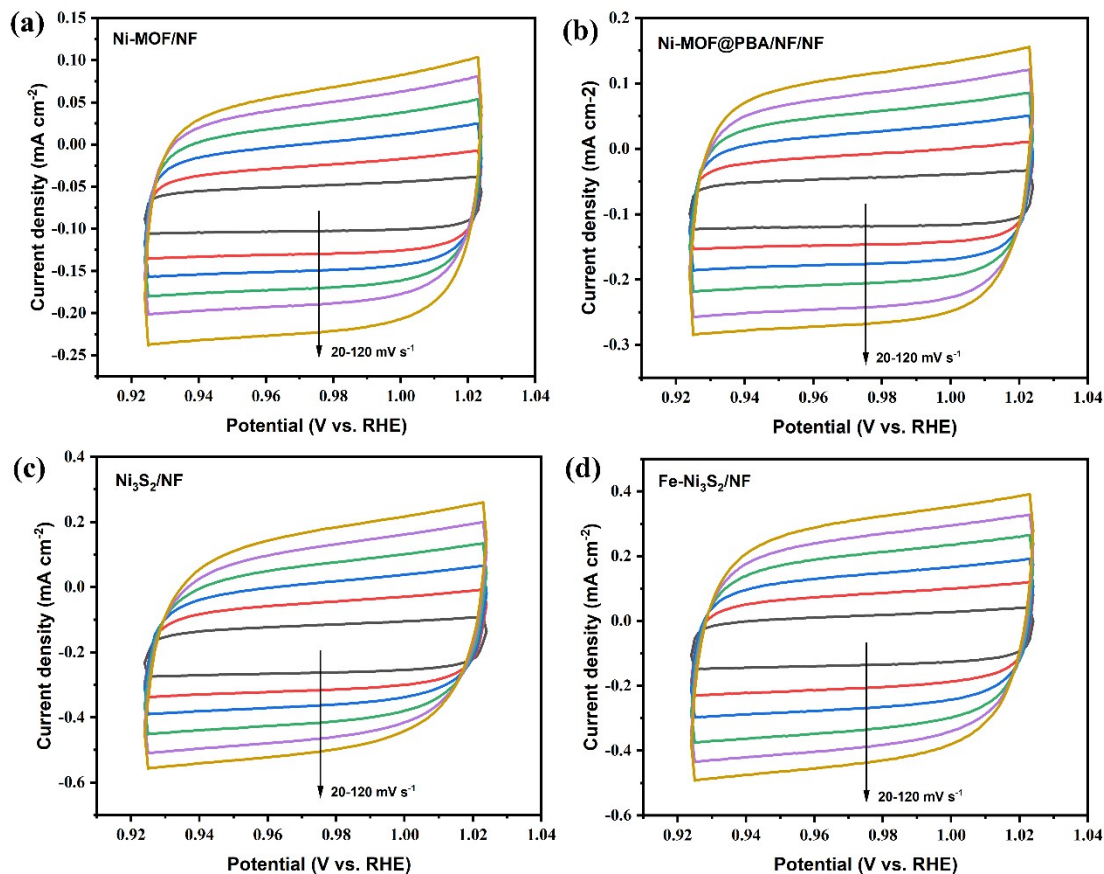 (a)
Ni-MOF/NF
Current density (mA cm⁻²)
0.15
0.10
0.05
0.00
-0.05
-0.10
-0.15
-0.20
-0.25
20-120 mV s⁻¹
0.92 0.94 0.96 0.98 1.00 1.02 1.04
Potential (V vs. RHE)
(b)
Ni-MOF@PBA/NF/NF
Current density (mA cm-2)
0.2
0.1
0.0
-0.1
-0.2
-0.3
20-120 mV s⁻¹
0.92 0.94 0.96 0.98 1.00 1.02 1.04
Potential (V vs. RHE)
(c)
Ni₃S₂/NF
Current density (mA cm⁻²)
0.4
0.2
0.0
-0.2
-0.4
-0.6
20-120 mV s⁻¹
0.92 0.94 0.96 0.98 1.00 1.02 1.04
Potential (V vs. RHE)
(d)
Fe-Ni₃S₂/NF
Current density (mA cm⁻²)
0.4
0.2
0.0
-0.2
-0.4
-0.6
20-120 mV s⁻¹
0.92 0.94 0.96 0.98 1.00 1.02 1.04
Potential (V vs. RHE)